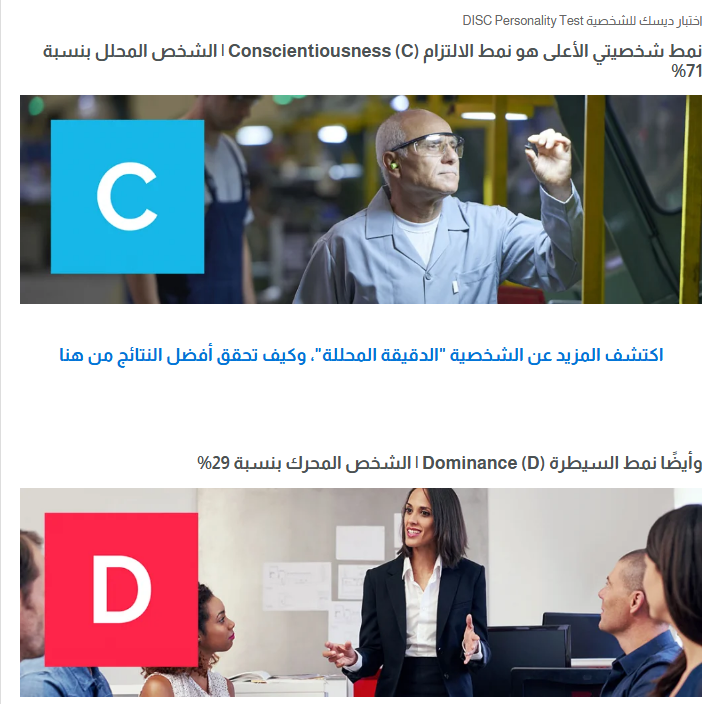 اختبار ديسك للشخصية DISC Personality Test
نمط شخصيتي الأعلى هو نمط الالتزام Conscientiousness (C) | الشخص المحلل بنسبة
71%
C
اكتشف المزيد عن الشخصية "الدقيقة المحللة"، وكيف تحقق أفضل النتائج من هنا
وأيضًا نمط السيطرة Dominance (D) | الشخص المحرك بنسبة 29%
D